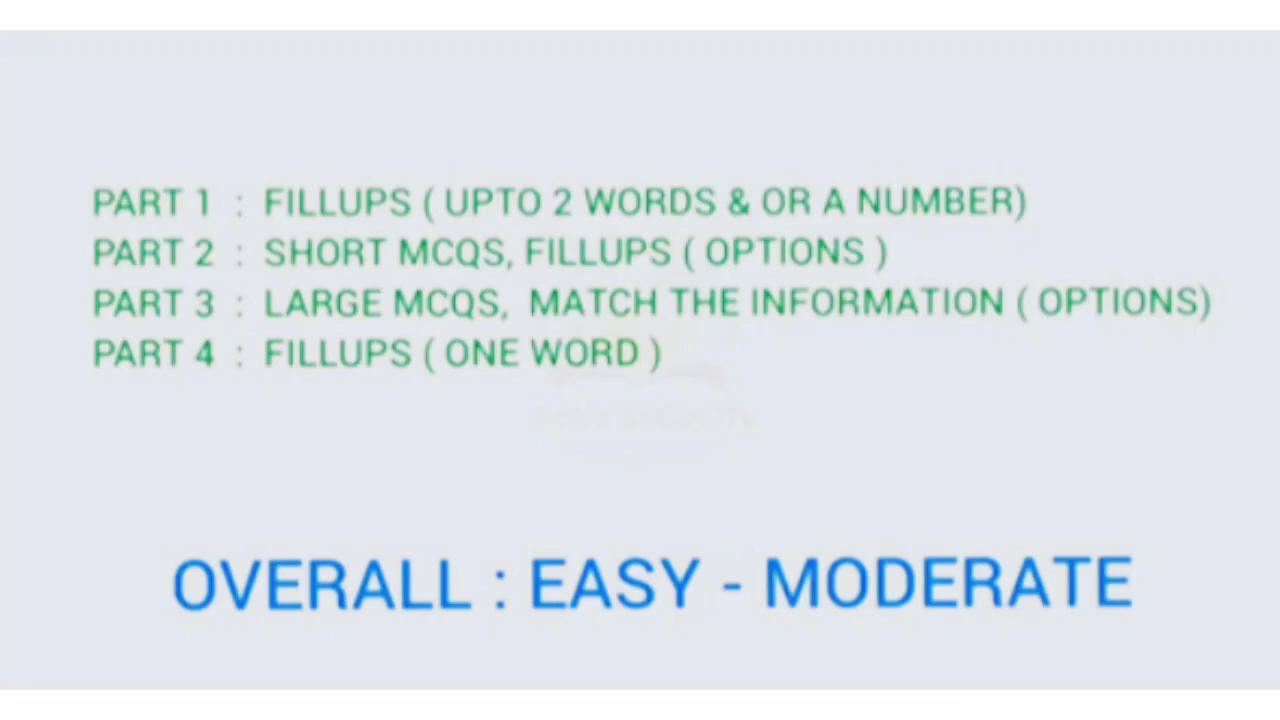 PART 1 : FILLUPS ( UPTO 2 WORDS & OR A NUMBER)
PART 2 : SHORT MCQS, FILLUPS ( OPTIONS )
PART 3 : LARGE MCQS, MATCH THE INFORMATION ( OPTIONS)
PART 4 : FILLUPS ( ONE WORD )
OVERALL : EASY - MODERATE